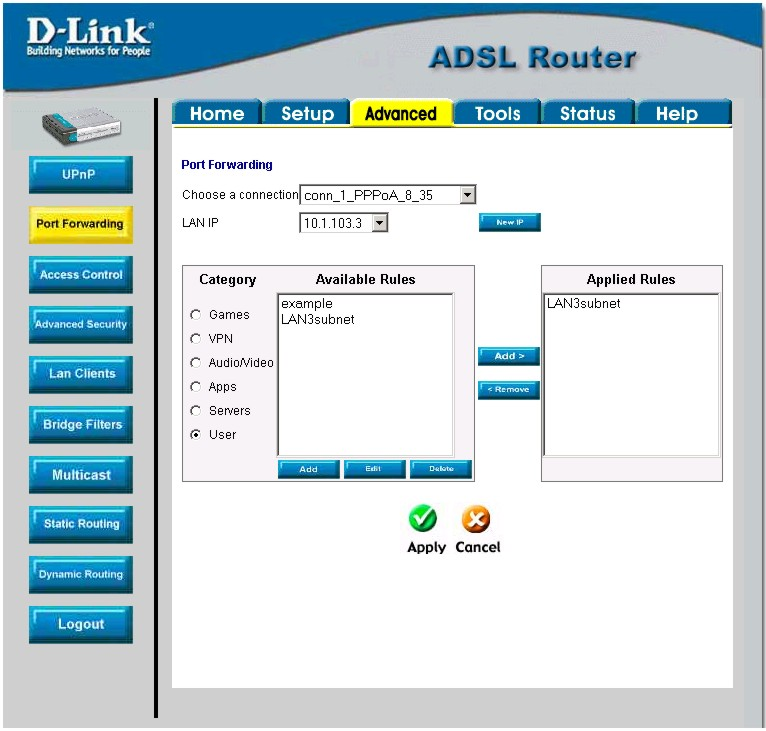 D-Link®
Building Networks for People
ADSL Router
Home Setup Advanced Tools Status Help
UPnP
Port Forwarding
Access Control
Advanced Security
Lan Clients
Bridge Filters
Multicast
Static Routing
Dynamic Routing
Logout
Port Forwarding
Choose a connection conn_1_PPPoA_8_35
LAN IP 10.1.103.3 New IP
Category Available Rules Applied Rules
Games
VPN
Audio/Video
Apps
Servers
User
example
LAN3subnet
Add Edit Delete
Add >
< Remove
LAN3subnet
Apply Cancel